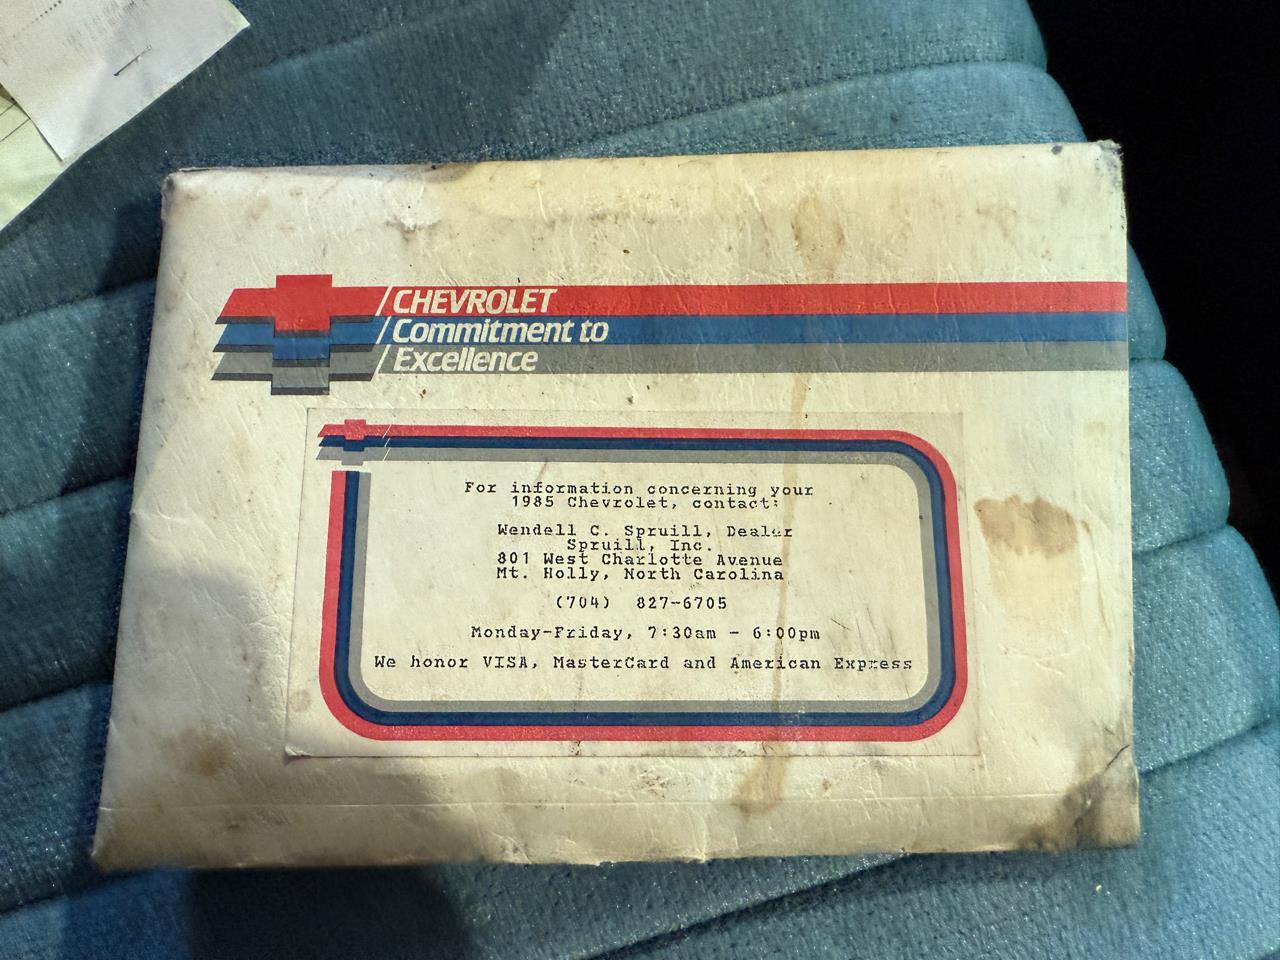 CHEVROLET
Commitment to
Excellence
For information concerning your
1985 Chevrolet, contact:
Wendell C. Spruill, Dealer
Spruill, Inc.
801 West Charlotte Avenue
Mt. Holly, North Carolina
(704) 827-6705
Monday-Friday, 7:30am - 6:00pm
We honor VISA, MasterCard and American Express